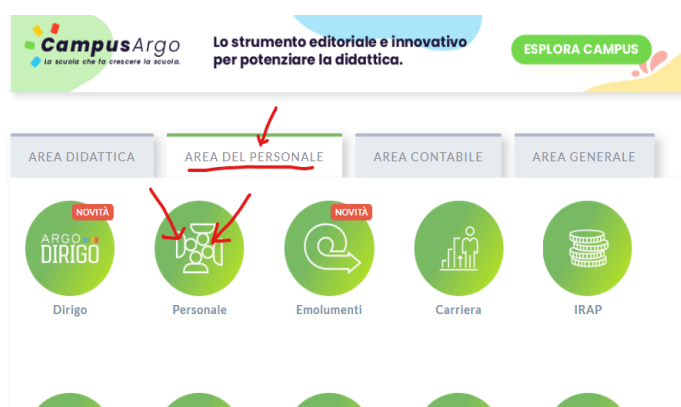 CampusArgo
La scuola che fa crescere la scuola.
Lo strumento editoriale e innovativo
per potenziare la didattica.
ESPLORA CAMPUS
AREA DIDATTICA
AREA DEL PERSONALE
AREA CONTABILE
AREA GENERALE
NOVITÀ
ARGO
DIRIGO
NOVITÀ
Dirigo
Personale
Emolumenti
Carriera
IRAP